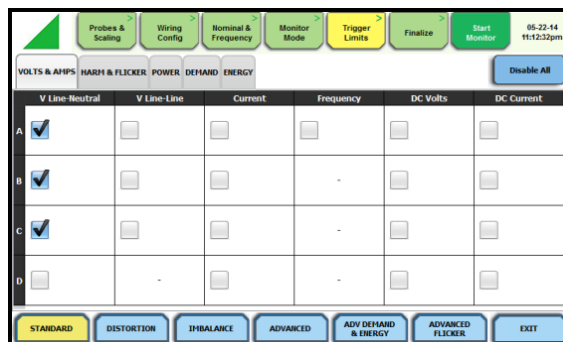 Probes & Scaling
Wiring Config
Nominal & Frequency
Monitor Mode
Trigger Limits
Finalize
Start Monitor
05-22-14
11:12:32pm
VOLTS & AMPS HARM & FLICKER POWER DEMAND ENERGY
Disable All
V Line-Neutral V Line-Line Current Frequency DC Volts DC Current
A
B -
C -
D - -
STANDARD DISTORTION IMBALANCE ADVANCED ADV DEMAND & ENERGY ADVANCED FLICKER EXIT